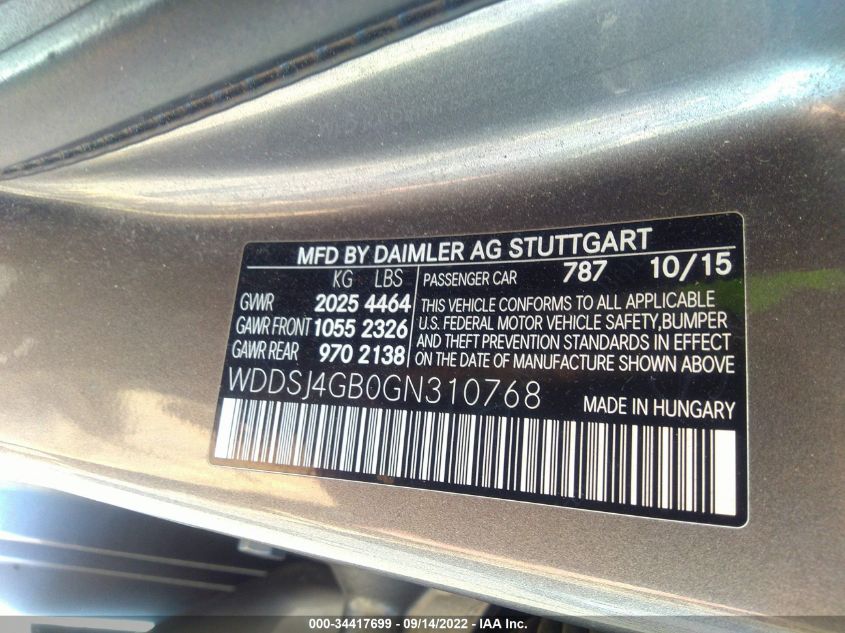 MFD BY DAIMLER AG STUTTGART
KG LBS PASSENGER CAR 787 10/15
GVWR 2025 4464
GAWR FRONT 1055 2326
GAWR REAR 970 2138
THIS VEHICLE CONFORMS TO ALL APPLICABLE
U.S. FEDERAL MOTOR VEHICLE SAFETY, BUMPER
AND THEFT PREVENTION STANDARDS IN EFFECT
ON THE DATE OF MANUFACTURE SHOWN ABOVE
WDDSJ4GB0GN310768
MADE IN HUNGARY
000-34417699 - 09/14/2022 - IAA Inc.